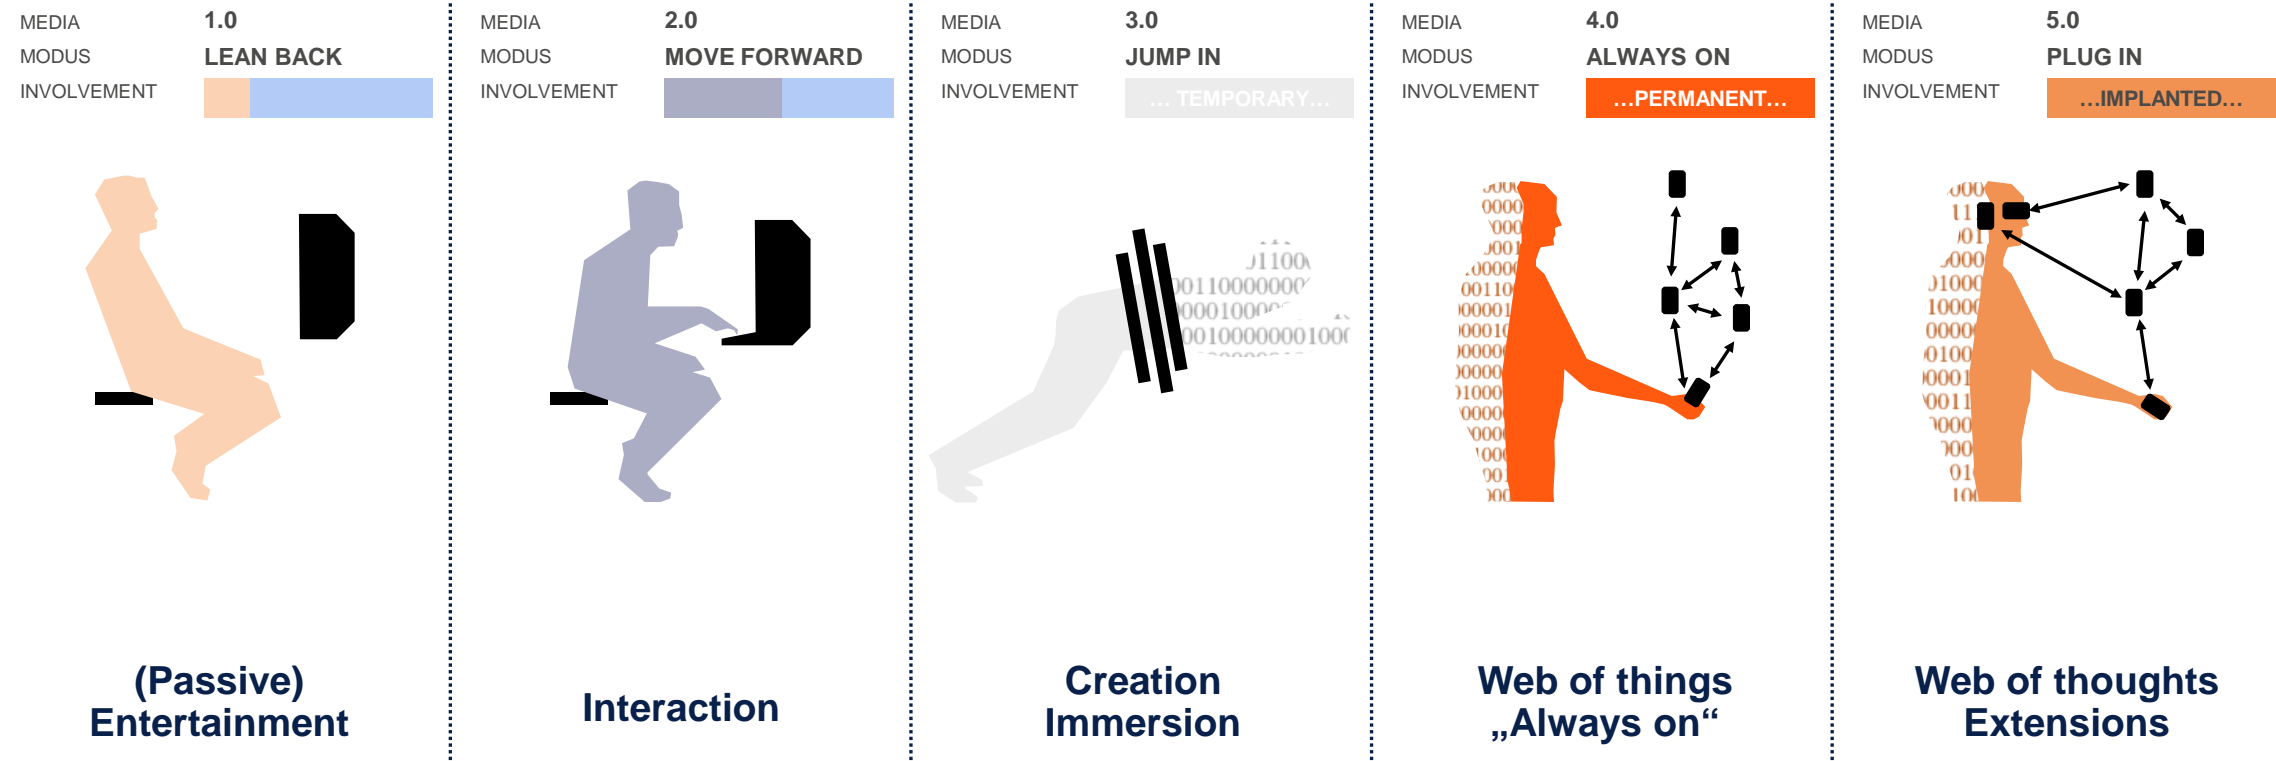 MEDIA 1.0
MODUS LEAN BACK
INVOLVEMENT
(Passive)
Entertainment
MEDIA 2.0
MODUS MOVE FORWARD
INVOLVEMENT
Interaction
MEDIA 3.0
MODUS JUMP IN
INVOLVEMENT … TEMPORARY…
Creation
Immersion
MEDIA 4.0
MODUS ALWAYS ON
INVOLVEMENT …PERMANENT…
Web of things
„Always on“
MEDIA 5.0
MODUS PLUG IN
INVOLVEMENT …IMPLANTED…
Web of thoughts
Extensions